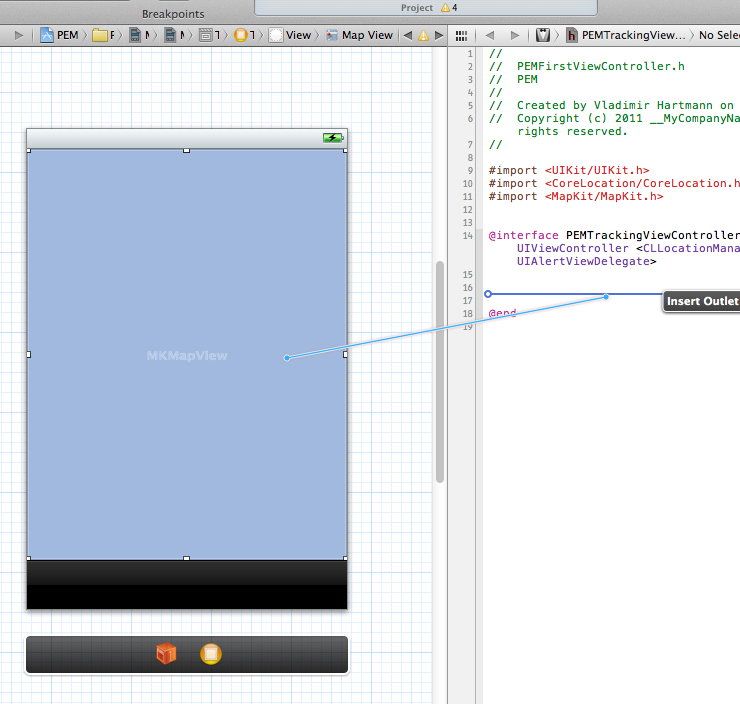 Breakpoints
Project 4
PEM F M M T T View Map View PEMTrackingView... No Selec
1 //
2 // PEMFirstViewController.h
3 // PEM
4 //
5 // Created by Vladimir Hartmann on
6 // Copyright (c) 2011 __MyCompanyNa
rights reserved.
7 //
8
9 #import <UIKit/UIKit.h>
10 #import <CoreLocation/CoreLocation.h
11 #import <MapKit/MapKit.h>
12
13
14 @interface PEMTrackingViewController
UIViewController <CLLocationMana
UIAlertViewDelegate>
15
16
17
18 @end
19
Insert Outlet
MKMapView